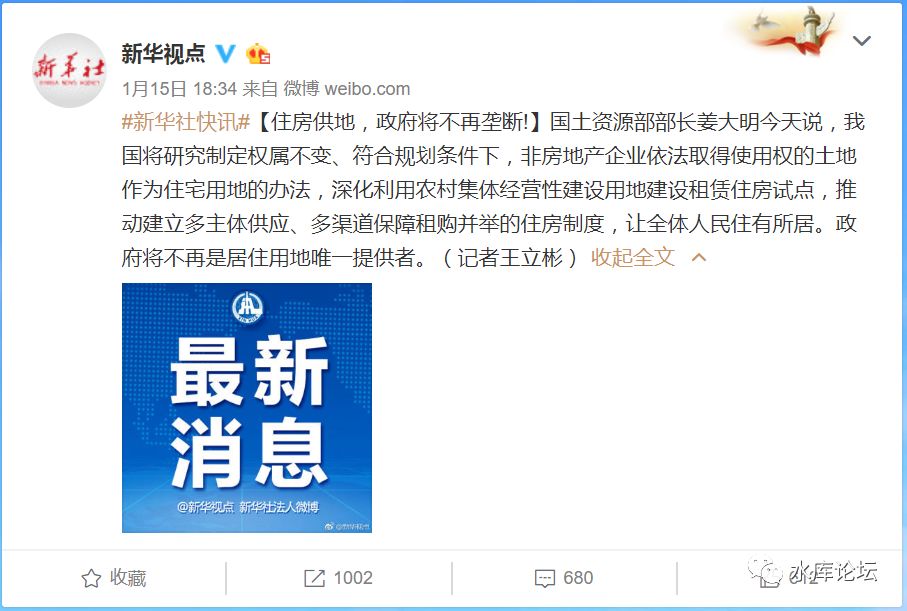 新华社
XINHUA NEWS AGENCY
新华视点
1月15日 18:34 来自 微博 weibo.com
#新华社快讯#【住房供地，政府将不再垄断!】国土资源部部长姜大明今天说，我
国将研究制定权属不变、符合规划条件下，非房地产企业依法取得使用权的土地
作为住宅用地的办法，深化利用农村集体经营性建设用地建设租赁住房试点，推
动建立多主体供应、多渠道保障租购并举的住房制度，让全体人民住有所居。政
府将不再是居住用地唯一提供者。（记者王立彬） 收起全文
最新
消息
@新华视点 新华社法人微博
@新华视点
收藏
1002
680
水库论坛